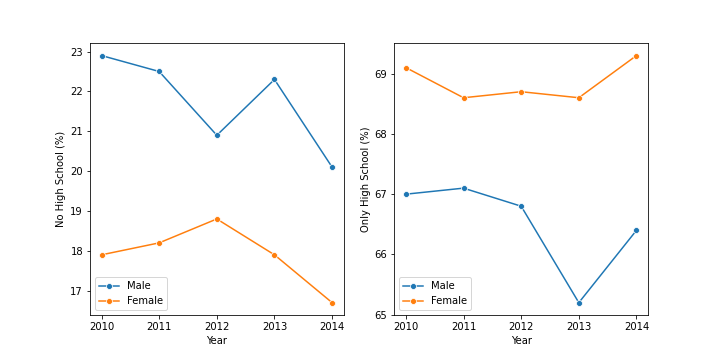 No High School (%)
23
22
21
20
19
18
17
2010 2011 2012 2013 2014
Year
Male
Female
Only High School (%)
69
68
67
66
65
2010 2011 2012 2013 2014
Year
Male
Female